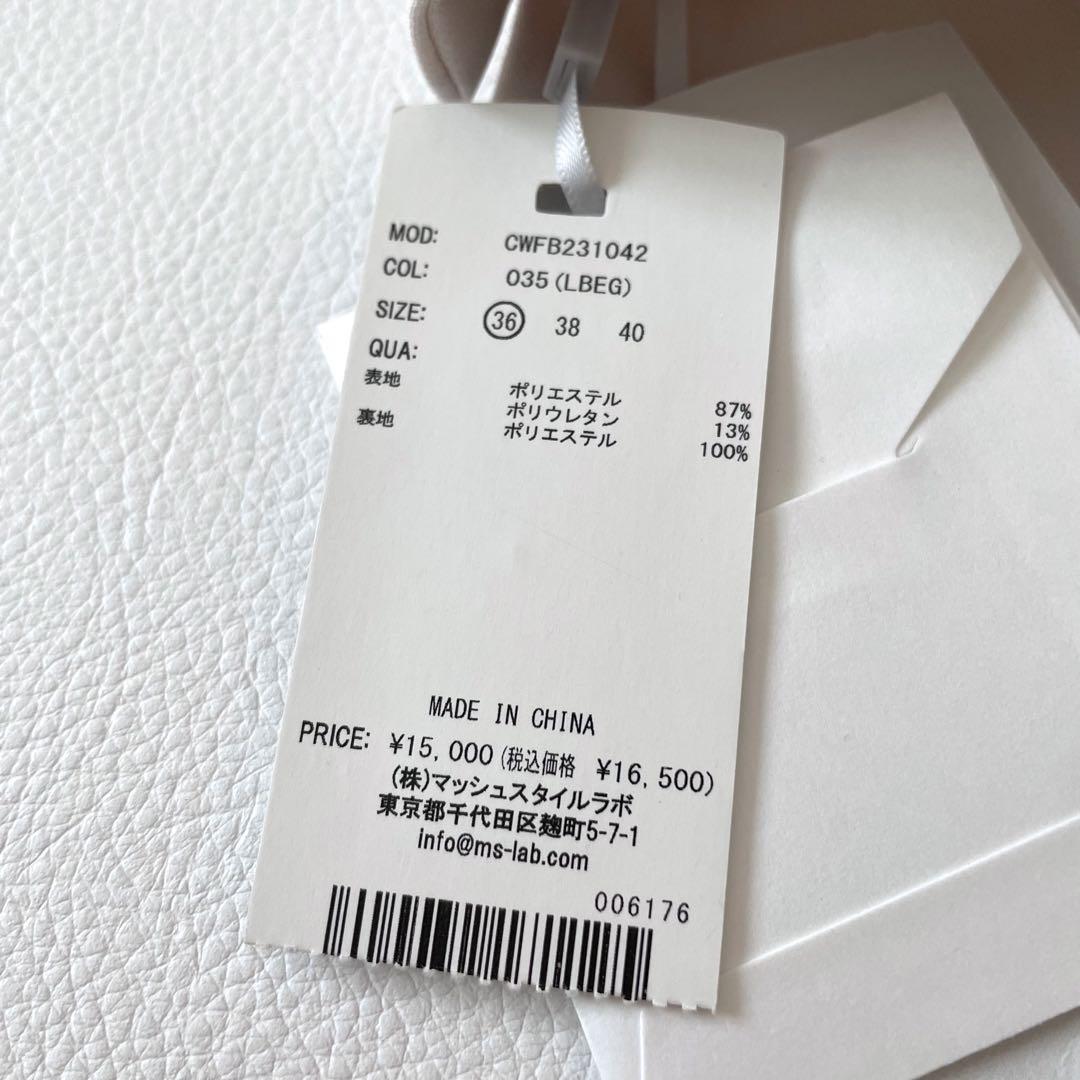 MOD: CWFB231042
COL: 035(LBEG)
SIZE: 36 38 40
QUA:
表地 ポリエステル 87%
ポリウレタン 13%
裏地 ポリエステル 100%
MADE IN CHINA
PRICE: ¥15,000(税込価格 ¥16,500)
(株)マッシュスタイルラボ
東京都千代田区麹町5-7-1
info@ms-lab.com
006176